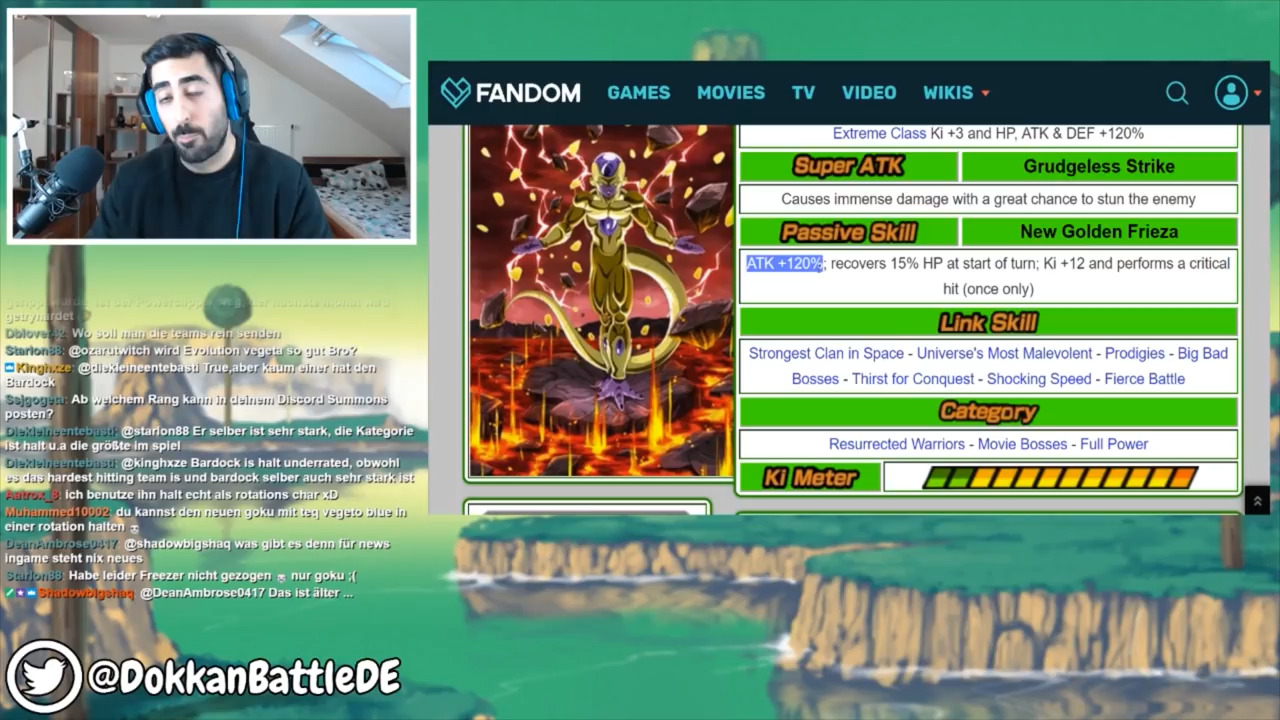 FANDOM GAMES MOVIES TV VIDEO WIKIS
Extreme Class Ki +3 and HP, ATK & DEF +120%
Super ATK Grudgeless Strike
Causes immense damage with a great chance to stun the enemy
Passive Skill New Golden Frieza
ATK +120%; recovers 15% HP at start of turn; Ki +12 and performs a critical
hit (once only)
Link Skill
Strongest Clan in Space - Universe's Most Malevolent - Prodigies - Big Bad
Bosses - Thirst for Conquest - Shocking Speed - Fierce Battle
Category
Resurrected Warriors - Movie Bosses - Full Power
Ki Meter
getryhardet
Wo soll man die teams rein senden
Starlon88: @ozarutwitch wird Evolution vegeta so gut Bro?
Kinghxze: @diekleineentebasti True,aber kaum einer hat den
Bardock
Ssjgogeta: Ab welchem Rang kann in deinem Discord Summons
posten?
Diekleineentebasti: @starlon88 Er selber ist sehr stark, die Kategorie
ist halt u.a die größte im spiel
Diekleineentebasti: @kinghxze Bardock is halt underrated, obwohl
es das hardest hitting team is und bardock selber auch sehr stark ist
Aatrox_8: ich benutze ihn halt echt als rotations char xD
Muhammed10002: du kannst den neuen goku mit teq vegeto blue in
einer rotation halten
DeanAmbrose0417: @shadowbigshaq was gibt es denn für news
ingame steht nix neues
Starlon88: Habe leider Freezer nicht gezogen nur goku ;(
Shadowbigshaq: @DeanAmbrose0417 Das ist älter ...
@DokkanBattleDE